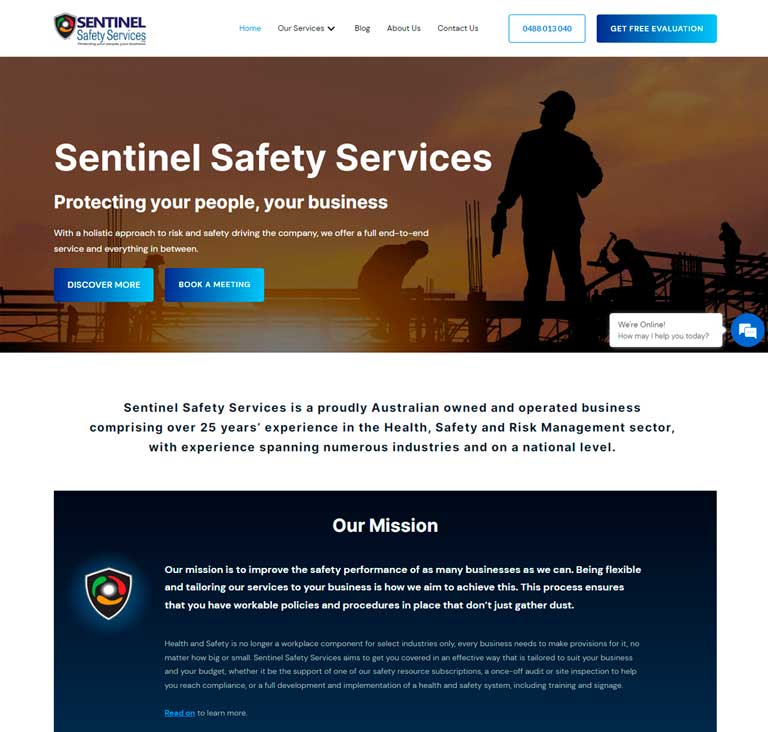 SENTINEL
Safety Services
Protecting your people, your business
Home
Our Services
Blog
About Us
Contact Us
0488 013 040
GET FREE EVALUATION
Sentinel Safety Services
Protecting your people, your business
With a holistic approach to risk and safety driving the company, we offer a full end-to-end
service and everything in between.
DISCOVER MORE
BOOK A MEETING
We're Online!
How may I help you today?
Sentinel Safety Services is a proudly Australian owned and operated business
comprising over 25 years’ experience in the Health, Safety and Risk Management sector,
with experience spanning numerous industries and on a national level.
Our Mission
Our mission is to improve the safety performance of as many businesses as we can. Being flexible
and tailoring our services to your business is how we aim to achieve this. This process ensures
that you have workable policies and procedures in place that don’t just gather dust.
Health and Safety is no longer a workplace component for select industries only, every business needs to make provisions for it, no
matter how big or small. Sentinel Safety Services aims to get you covered in an effective way that is tailored to suit your business
and your budget, whether it be the support of one of our safety resource subscriptions, a once-off audit or site inspection to help
you reach compliance, or a full development and implementation of a health and safety system, including training and signage.
Read on to learn more.